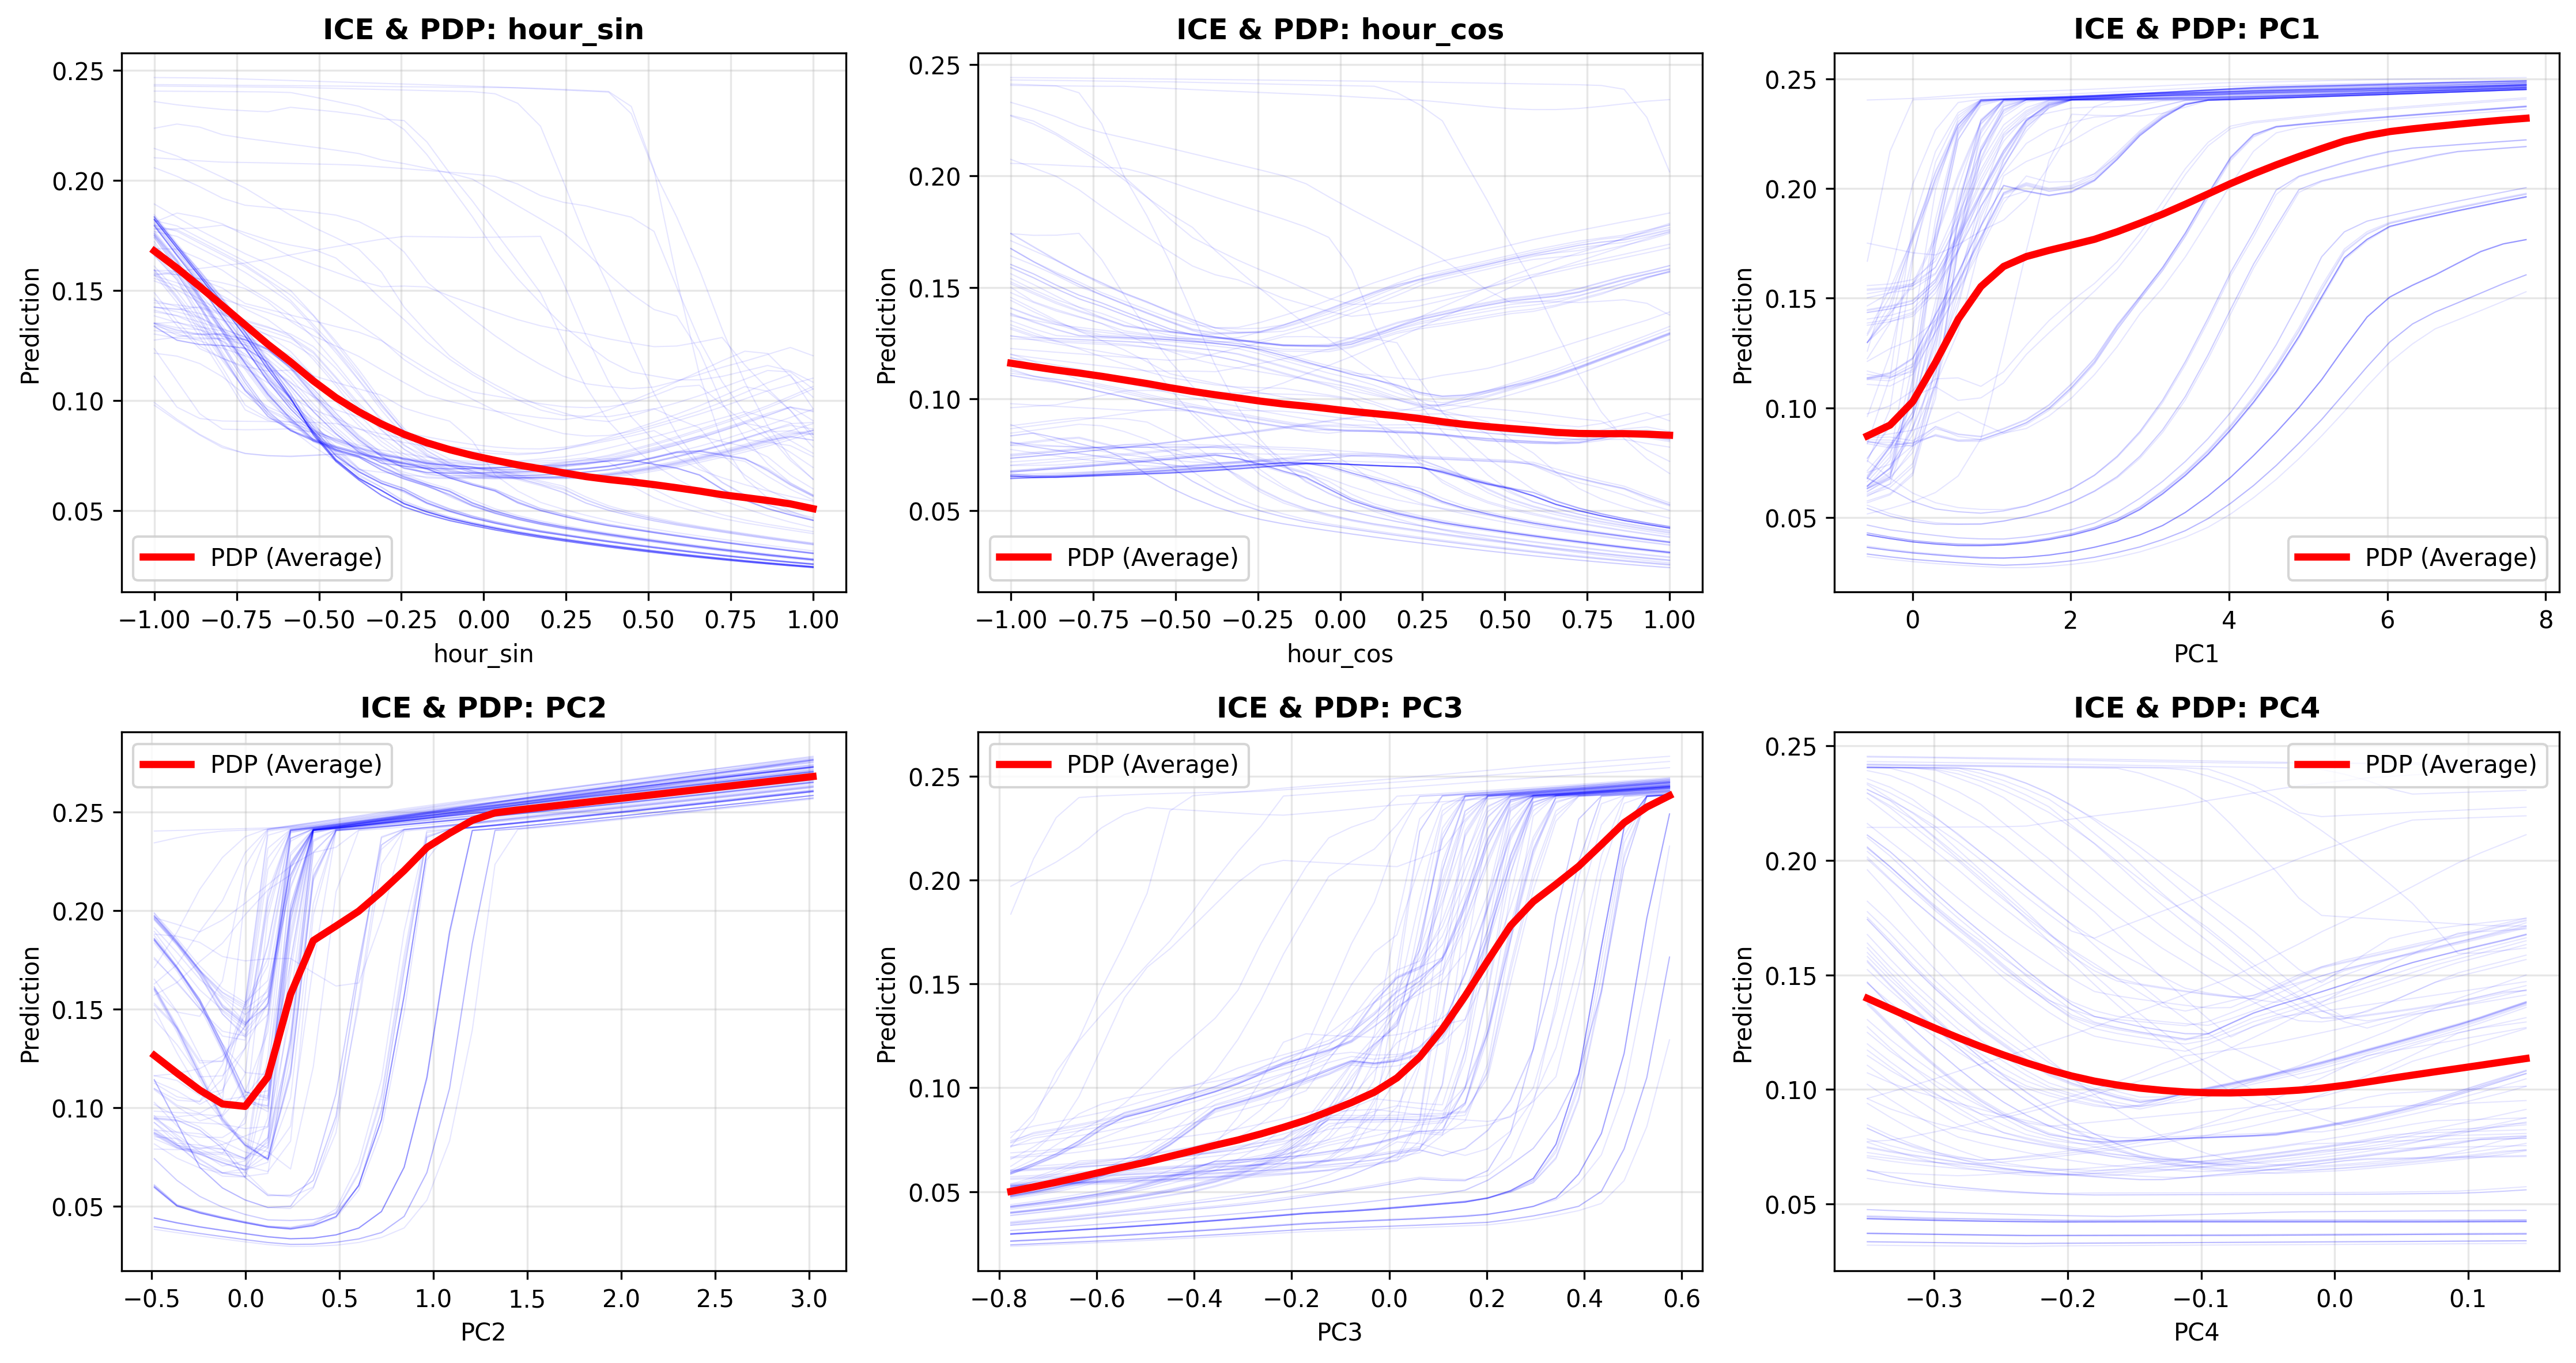 ICE & PDP: hour_sin
Prediction
0.25
0.20
0.15
0.10
0.05
PDP (Average)
−1.00 −0.75 −0.50 −0.25 0.00 0.25 0.50 0.75 1.00
hour_sin
ICE & PDP: hour_cos
Prediction
0.25
0.20
0.15
0.10
0.05
PDP (Average)
−1.00 −0.75 −0.50 −0.25 0.00 0.25 0.50 0.75 1.00
hour_cos
ICE & PDP: PC1
Prediction
0.25
0.20
0.15
0.10
0.05
PDP (Average)
0 2 4 6 8
PC1
ICE & PDP: PC2
PDP (Average)
Prediction
0.25
0.20
0.15
0.10
0.05
−0.5 0.0 0.5 1.0 1.5 2.0 2.5 3.0
PC2
ICE & PDP: PC3
PDP (Average)
Prediction
0.25
0.20
0.15
0.10
0.05
−0.8 −0.6 −0.4 −0.2 0.0 0.2 0.4 0.6
PC3
ICE & PDP: PC4
PDP (Average)
Prediction
0.25
0.20
0.15
0.10
0.05
−0.3 −0.2 −0.1 0.0 0.1
PC4